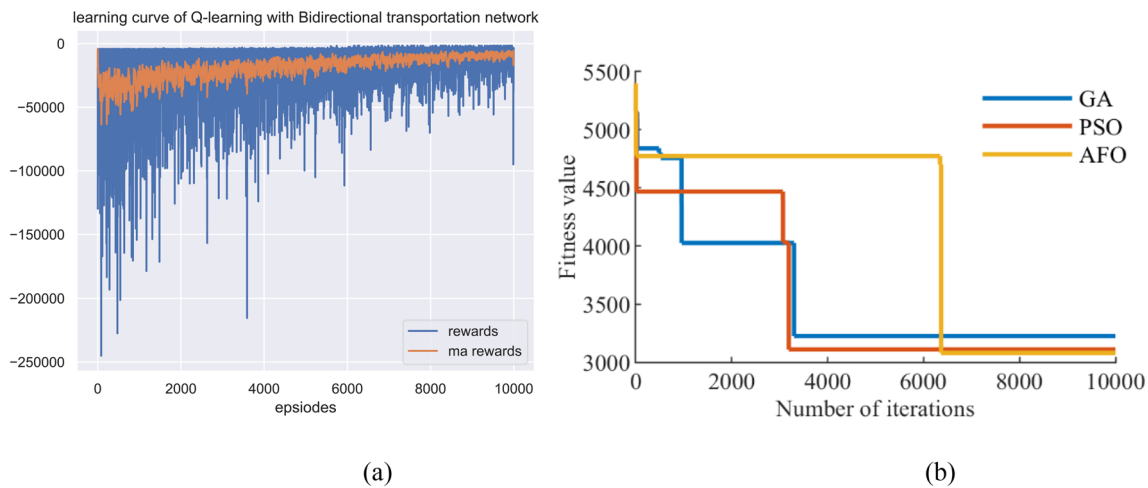 learning curve of Q-learning with Bidirectional transportation network
0
−50000
−100000
−150000
−200000
−250000
rewards
ma rewards
0 2000 4000 6000 8000 10000
epsiodes
(a)
5500
5000
4500
4000
3500
3000
Fitness value
GA
PSO
AFO
0 2000 4000 6000 8000 10000
Number of iterations
(b)